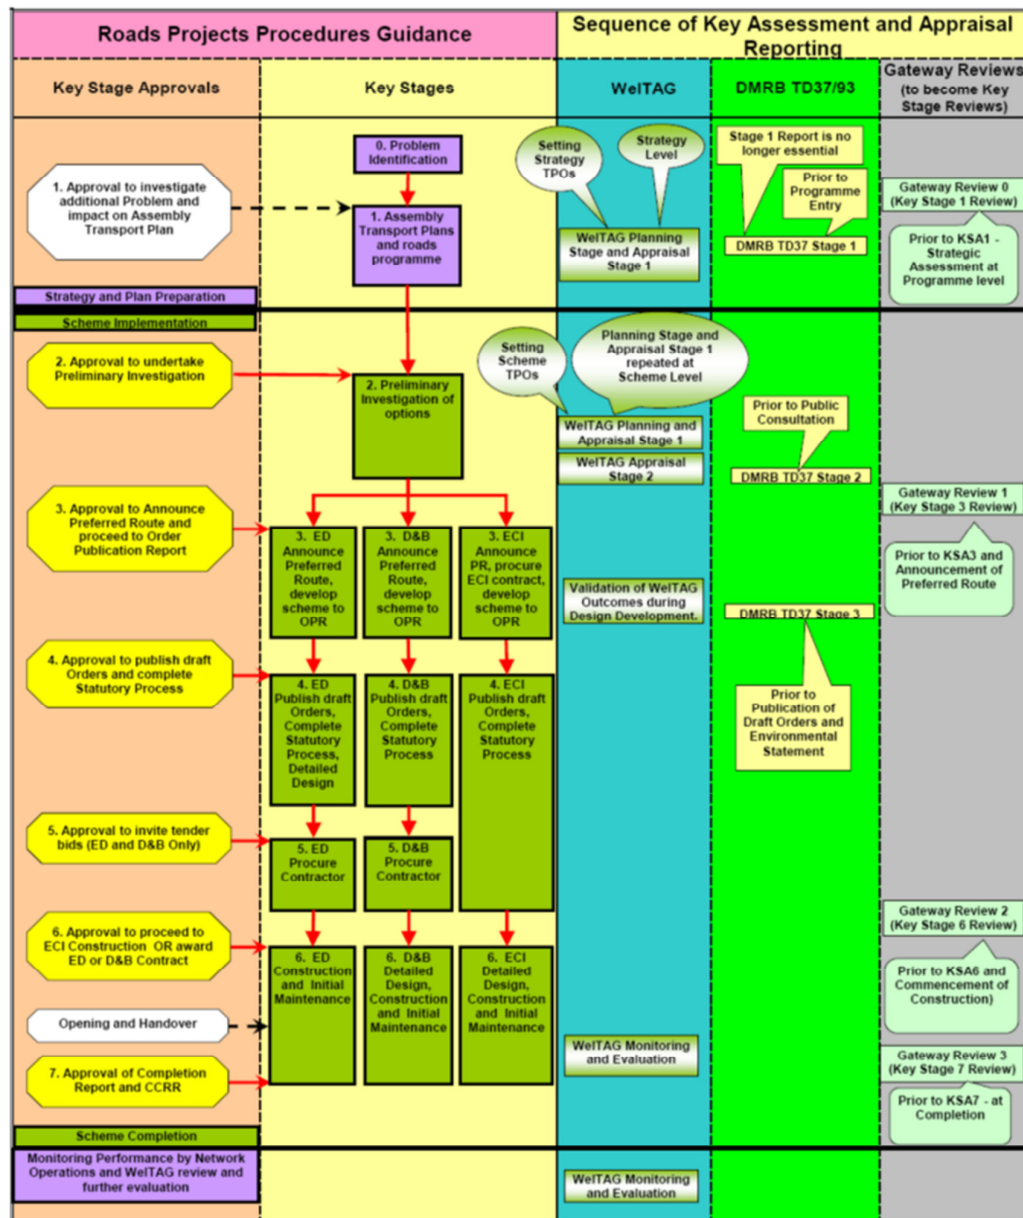 Roads Projects Procedures Guidance
Sequence of Key Assessment and Appraisal
Reporting
Key Stage Approvals
Key Stages
WelTAG
DMRB TD37/93
Gateway Reviews
(to become Key
Stage Reviews)
0. Problem
Identification
Setting
Strategy
TPOs
Strategy
Level
Stage 1 Report is no
longer essential
Prior to
Programme
Entry
1. Approval to investigate
additional Problem and
impact on Assembly
Transport Plan
1. Assembly
Transport Plans
and roads
programme
WelTAG Planning
Stage and Appraisal
Stage 1
DMRB TD37 Stage 1
Gateway Review 0
(Key Stage 1 Review)
Prior to KSA1 -
Strategic
Assessment at
Programme level
Strategy and Plan Preparation
Scheme Implementation
2. Approval to undertake
Preliminary Investigation
2. Preliminary
Investigation of
options
Setting
Scheme
TPOs
Planning Stage and
Appraisal Stage 1
repeated at
Scheme Level
WelTAG Planning and
Appraisal Stage 1
WelTAG Appraisal
Stage 2
Prior to Public
Consultation
DMRB TD37 Stage 2
Gateway Review 1
(Key Stage 3 Review)
Prior to KSA3 and
Announcement of
Preferred Route
3. Approval to Announce
Preferred Route and
proceed to Order
Publication Report
3. ED
Announce
Preferred
Route,
develop
scheme to
OPR
3. D&B
Announce
Preferred
Route,
develop
scheme to
OPR
3. ECI
Announce
PR, procure
ECI contract,
develop
scheme to
OPR
Validation of WelTAG
Outcomes during
Design Development.
DMRB TD37 Stage 3
Prior to
Publication of
Draft Orders and
Environmental
Statement
4. Approval to publish draft
Orders and complete
Statutory Process
4. ED
Publish draft
Orders,
Complete
Statutory
Process,
Detailed
Design
4. D&B
Publish draft
Orders,
Complete
Statutory
Process
4. ECI
Publish draft
Orders,
Complete
Statutory
Process
5. Approval to invite tender
bids (ED and D&B Only)
5. ED
Procure
Contractor
5. D&B
Procure
Contractor
6. Approval to proceed to
ECI Construction OR award
ED or D&B Contract
6. ED
Construction
and Initial
Maintenance
6. D&B
Detailed
Design,
Construction
and Initial
Maintenance
6. ECI
Detailed
Design,
Construction
and Initial
Maintenance
Gateway Review 2
(Key Stage 6 Review)
Prior to KSA6 and
Commencement of
Construction)
Opening and Handover
7. Approval of Completion
Report and CCRR
WelTAG Monitoring
and Evaluation
Gateway Review 3
(Key Stage 7 Review)
Prior to KSA7 - at
Completion
Scheme Completion
Monitoring Performance by Network
Operations and WelTAG review and
further evaluation
WelTAG Monitoring
and Evaluation